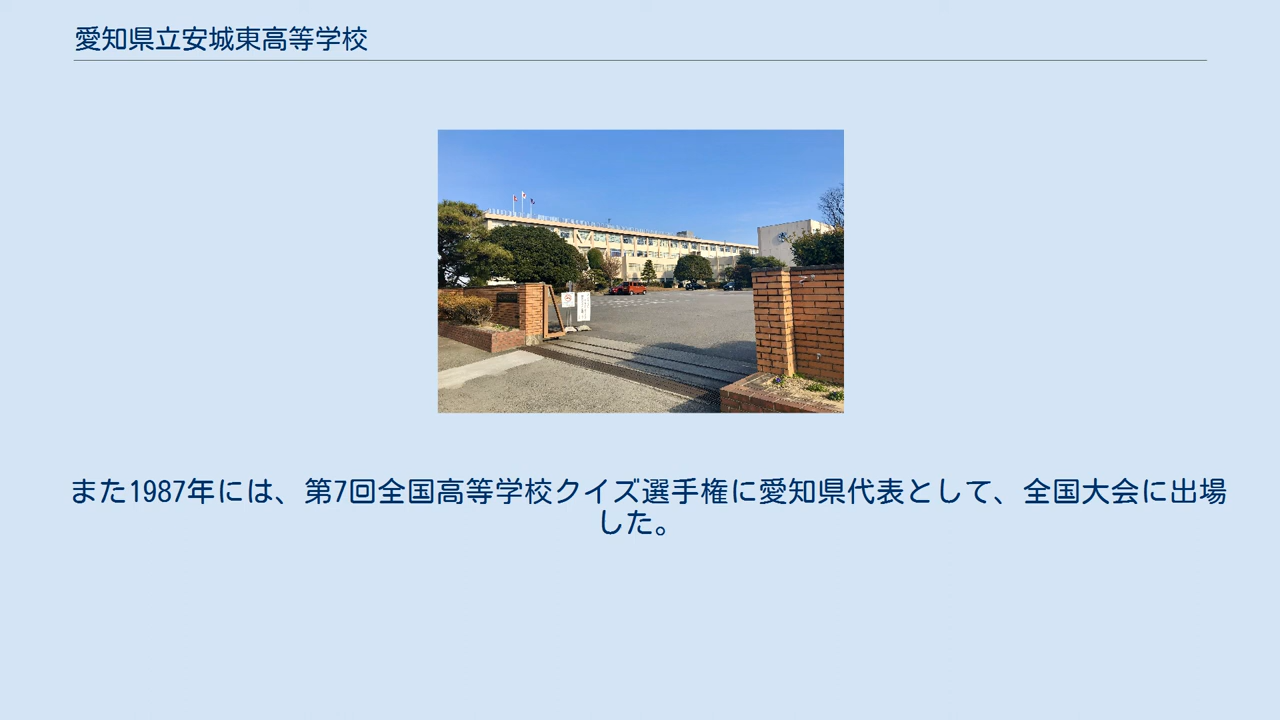 愛知県立安城東高等学校
また1987年には、第7回全国高等学校クイズ選手権に愛知県代表として、全国大会に出場
した。